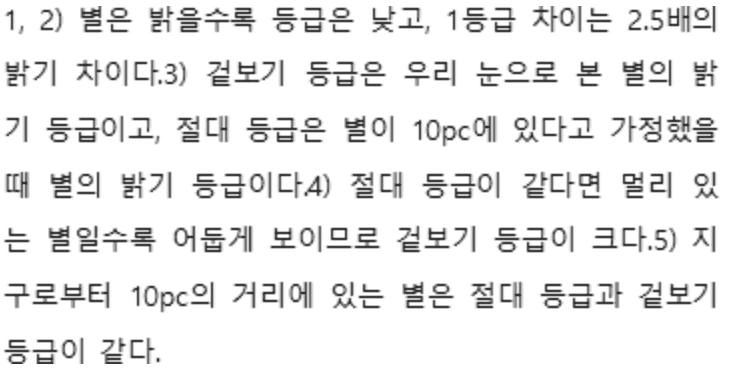 1, 2) 별은 밝을수록 등급은 낮고, 1등급 차이는 2.5배의
밝기 차이다.3) 겉보기 등급은 우리 눈으로 본 별의 밝
기 등급이고, 절대 등급은 별이 10pc에 있다고 가정했을
때 별의 밝기 등급이다.4) 절대 등급이 같다면 멀리 있
는 별일수록 어둡게 보이므로 겉보기 등급이 크다.5) 지
구로부터 10pc의 거리에 있는 별은 절대 등급과 겉보기
등급이 같다.